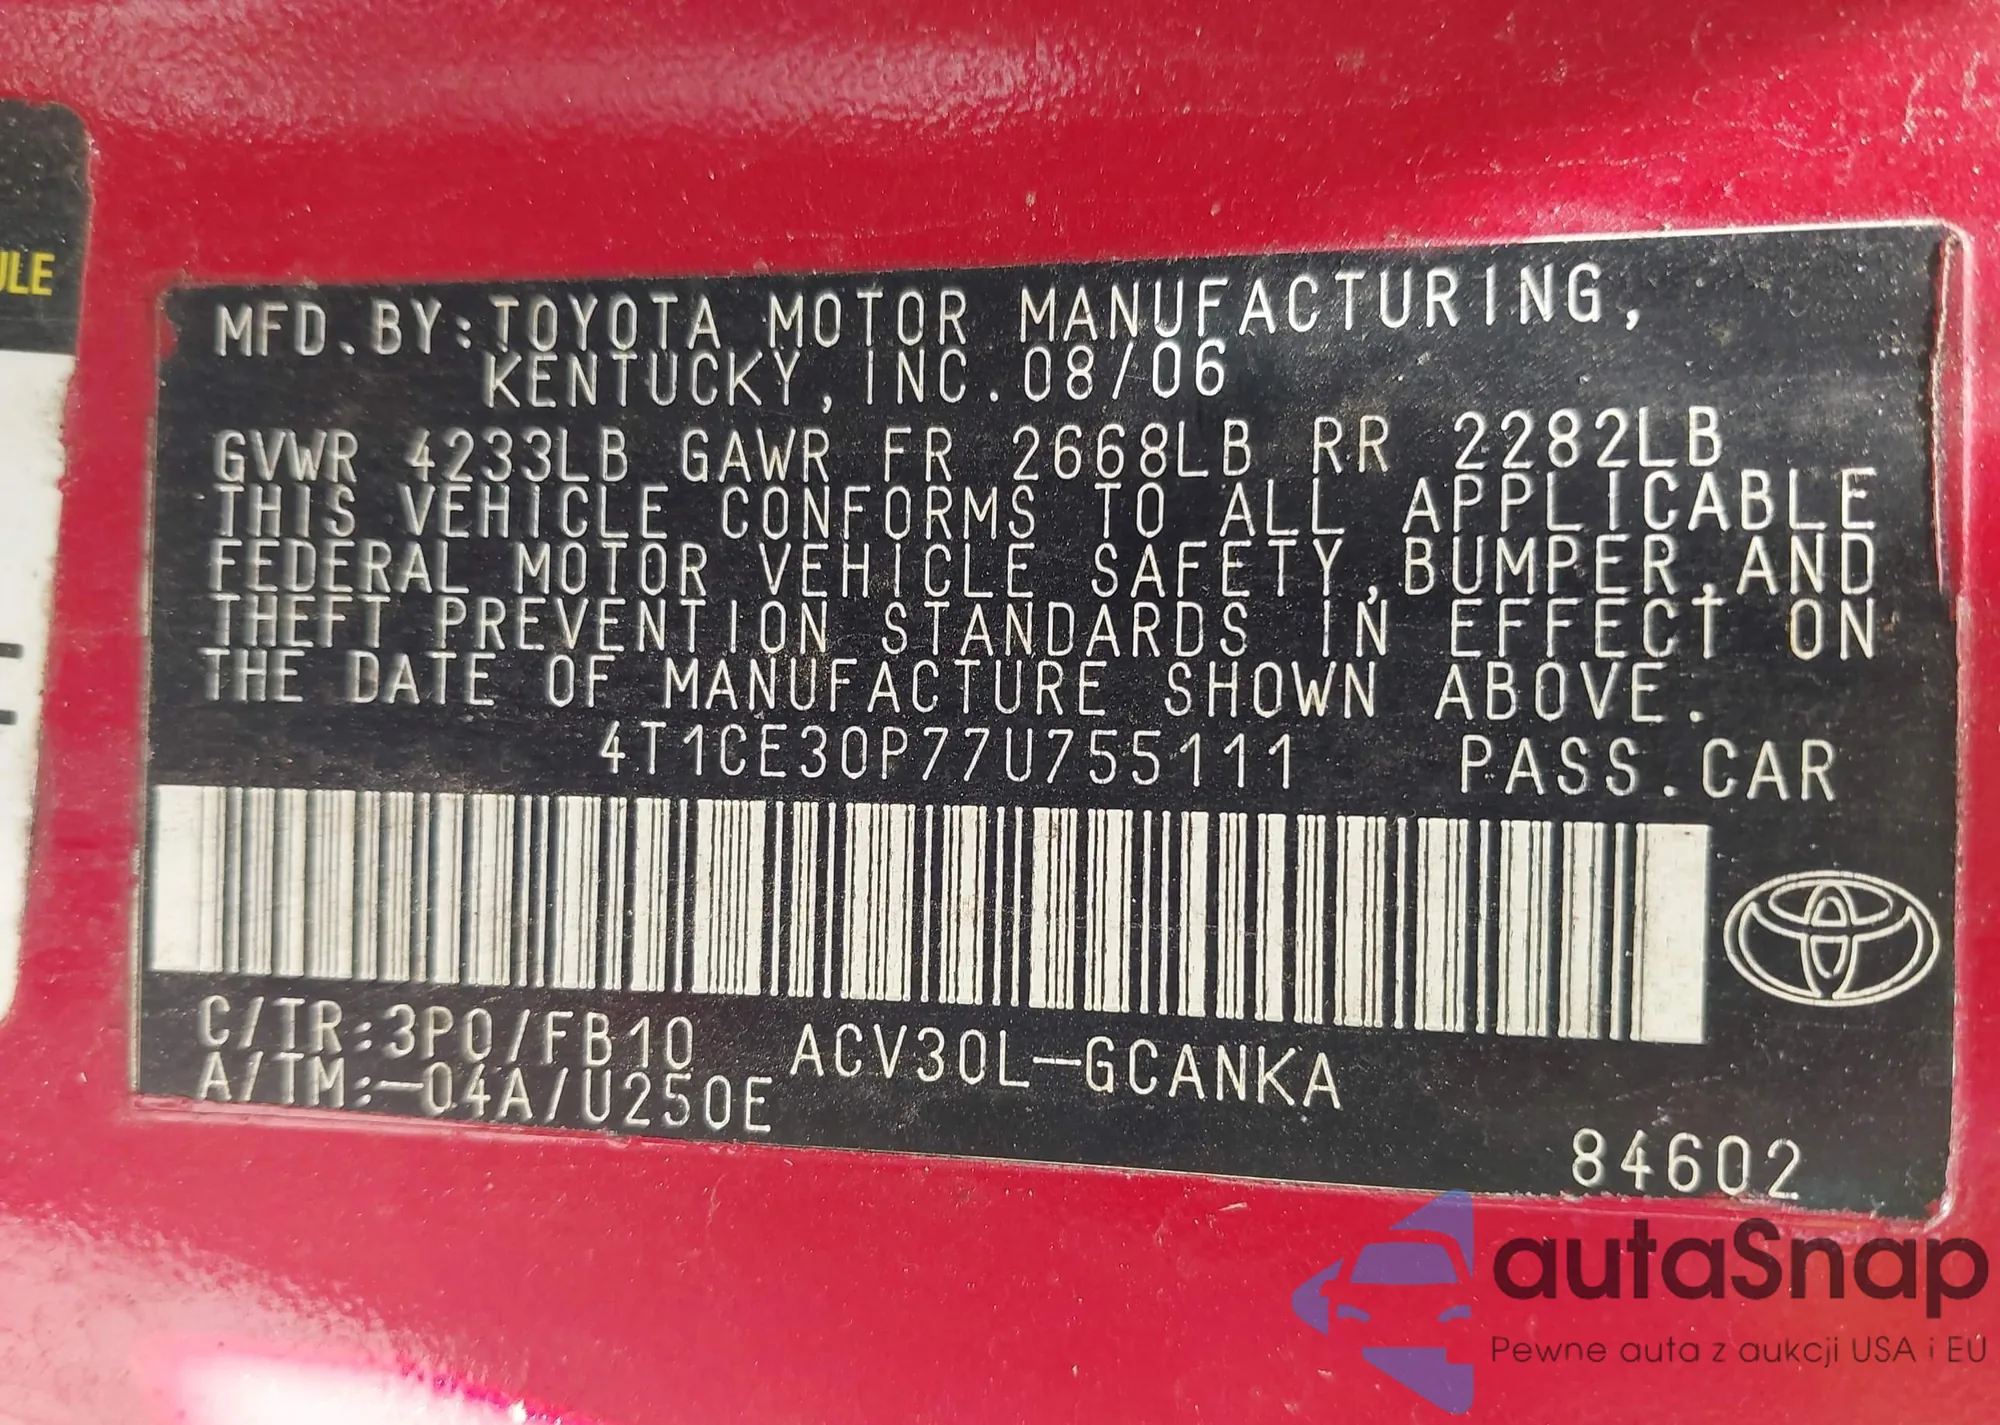 ULE
MFD.BY:TOYOTA MOTOR MANUFACTURING,
KENTUCKY, INC. 08/06
GVWR 4233LB GAWR FR 2668LB RR 2282LB
THIS VEHICLE CONFORMS TO ALL APPLICABLE
FEDERAL MOTOR VEHICLE SAFETY,BUMPER,AND
THEFT PREVENTION STANDARDS IN EFFECT ON
THE DATE OF MANUFACTURE SHOWN ABOVE.
4T1CE30P77U755111 PASS.CAR
C/TR:3P0/FB10 ACV30L-GCANKA
A/TM:-04A/U250E
84602
autaSnap
Pewne auta z aukcji USA i EU